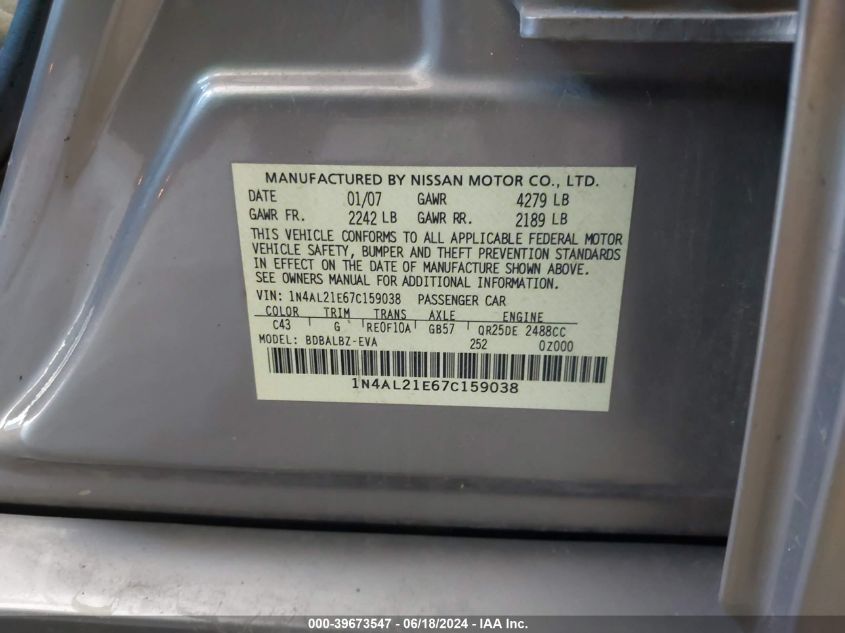 MANUFACTURED BY NISSAN MOTOR CO., LTD.
DATE 01/07 GAWR 4279 LB
GAWR FR. 2242 LB GAWR RR. 2189 LB
THIS VEHICLE CONFORMS TO ALL APPLICABLE FEDERAL MOTOR
VEHICLE SAFETY, BUMPER AND THEFT PREVENTION STANDARDS
IN EFFECT ON THE DATE OF MANUFACTURE SHOWN ABOVE.
SEE OWNERS MANUAL FOR ADDITIONAL INFORMATION.
VIN: 1N4AL21E67C159038 PASSENGER CAR
COLOR TRIM TRANS AXLE ENGINE
C43 G RE0F10A GB57 QR25DE 2488CC
MODEL: BDBALBZ-EVA 252 0Z000
1N4AL21E67C159038
000-39673547 - 06/18/2024 - IAA Inc.